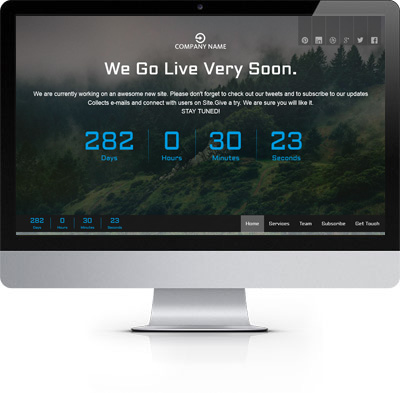 COMPANY NAME
We Go Live Very Soon.
We are currently working on an awesome new site. Please don't forget to check out our tweets and to subscribe to our updates
Collects e-mails and connect with users on Site.Give a try. We are sure you will like it.
STAY TUNED!
282 0 30 23
Days Hours Minutes Seconds
282 0 30 23
Days Hours Minutes Seconds
Home Services Team Subscribe Get Touch